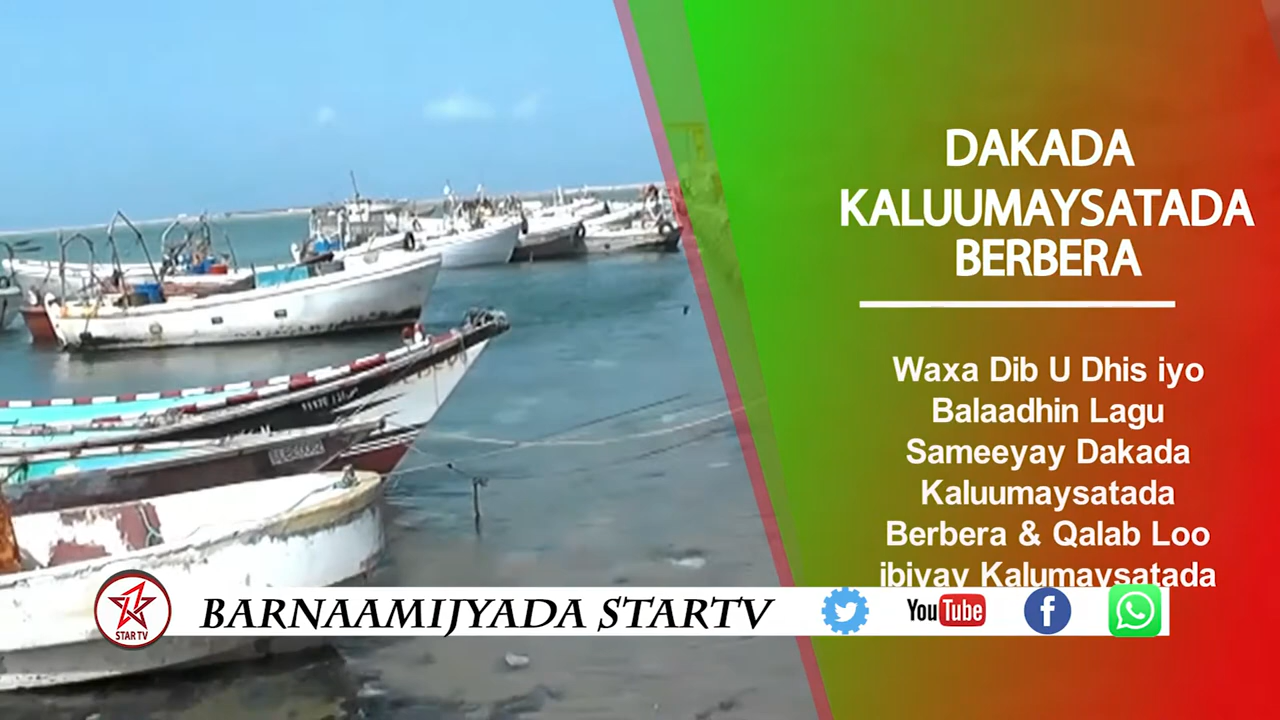 DAKADA
KALUUMAYSATADA
BERBERA
Waxa Dib U Dhis iyo
Balaadhin Lagu
Sameeyay Dakada
Kaluumaysatada
Berbera & Qalab Loo
ibiyay Kalumaysatada
STAR TV
BARNAAMIJYADA STARTV
YouTube